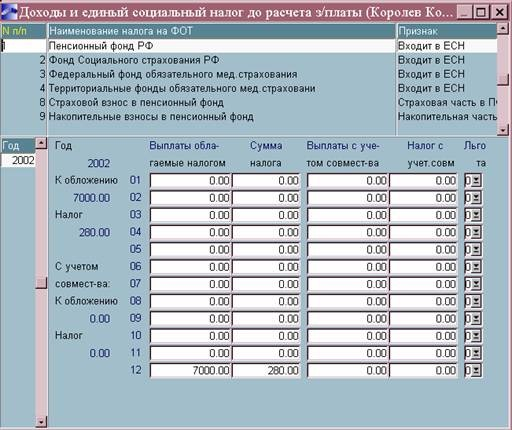 Доходы и единый социальный налог до расчета з/платы (Королев Ко...
N п/п Наименование налога на ФОТ Признак
1 Пенсионный фонд РФ Входит в ЕСН
2 Фонд Социального страхования РФ Входит в ЕСН
3 Федеральный фонд обязательного мед.страхования Входит в ЕСН
4 Территориальные фонды обязательного мед.страховани Входит в ЕСН
8 Страховой взнос в пенсионный фонд Страховая часть в П
9 Накопительные взносы в пенсионный фонд Накопительная часть
Год Год Выплаты обла- Сумма Выплаты с уче- Налог с Льго
2002 2002 гаемые налогом налога том совмест-ва учет.совм та
К обложению 01 0.00 0.00 0.00 0.00 0
7000.00 02 0.00 0.00 0.00 0.00 0
Налог 03 0.00 0.00 0.00 0.00 0
280.00 04 0.00 0.00 0.00 0.00 0
05 0.00 0.00 0.00 0.00 0
С учетом 06 0.00 0.00 0.00 0.00 0
совмест-ва: 07 0.00 0.00 0.00 0.00 0
К обложению 08 0.00 0.00 0.00 0.00 0
0.00 09 0.00 0.00 0.00 0.00 0
Налог 10 0.00 0.00 0.00 0.00 0
0.00 11 0.00 0.00 0.00 0.00 0
12 7000.00 280.00 0.00 0.00 0